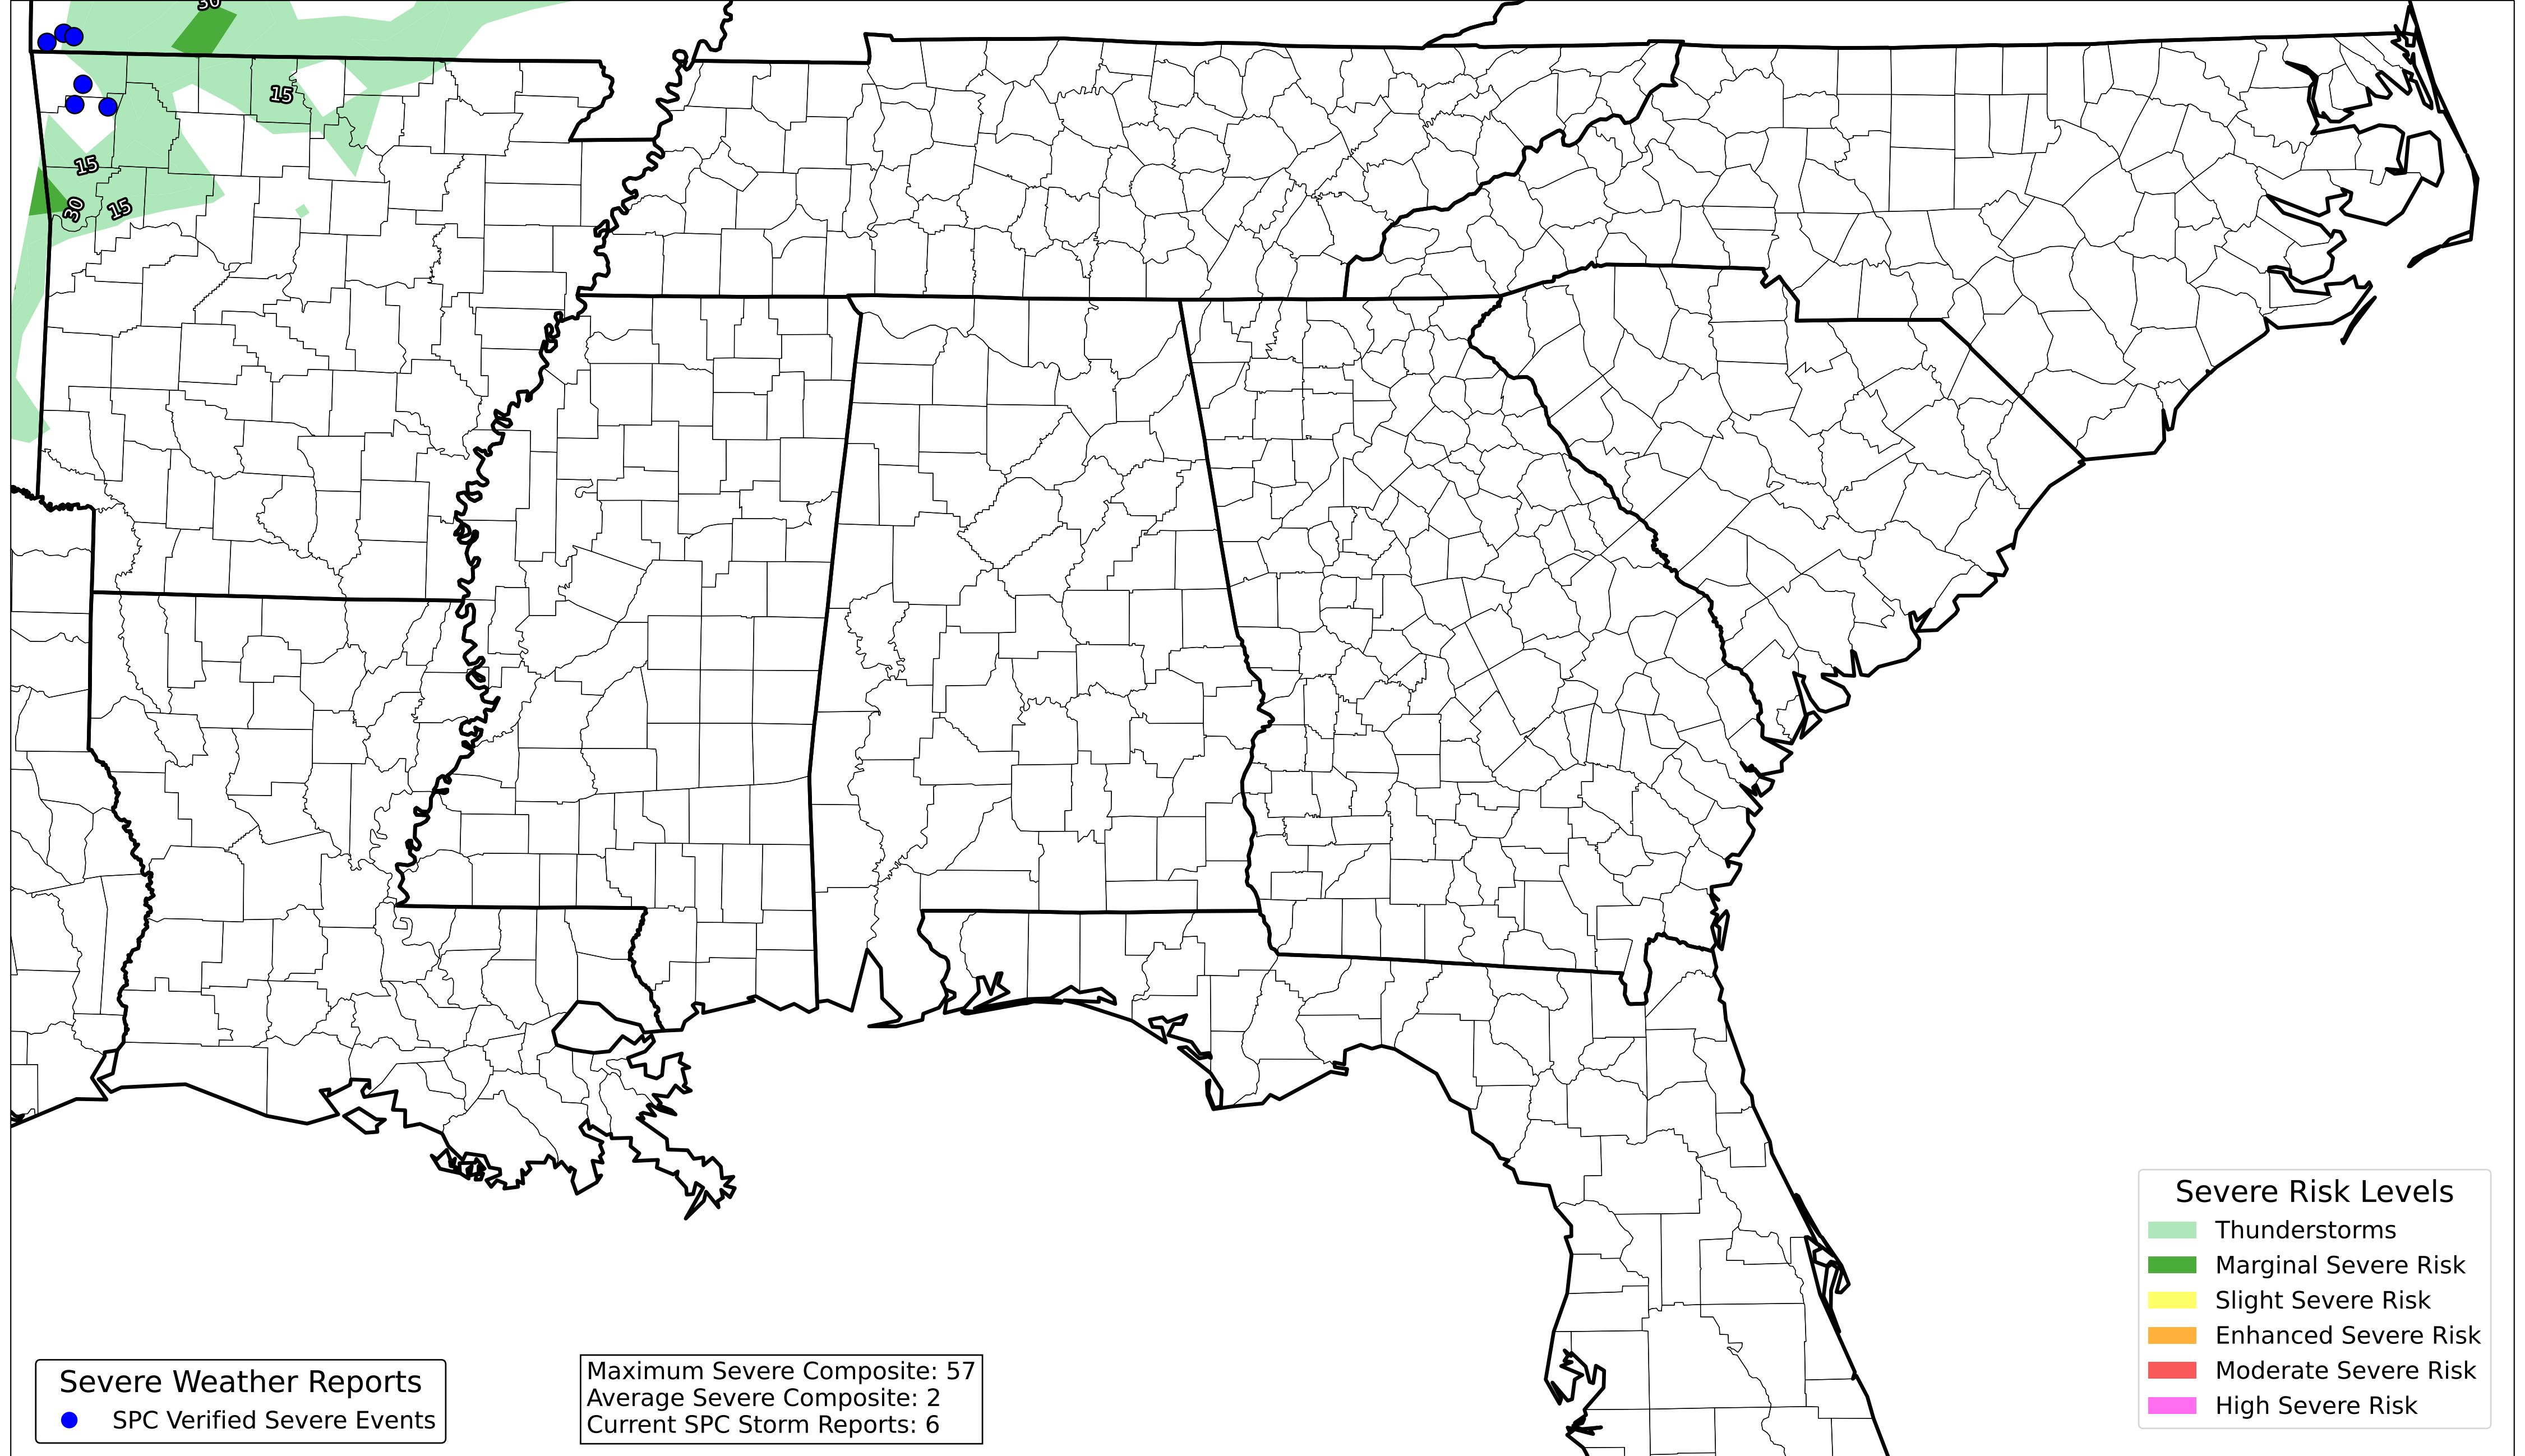 30
15
15
30
15
Severe Risk Levels
Thunderstorms
Marginal Severe Risk
Slight Severe Risk
Enhanced Severe Risk
Moderate Severe Risk
High Severe Risk
Severe Weather Reports
SPC Verified Severe Events
Maximum Severe Composite: 57
Average Severe Composite: 2
Current SPC Storm Reports: 6